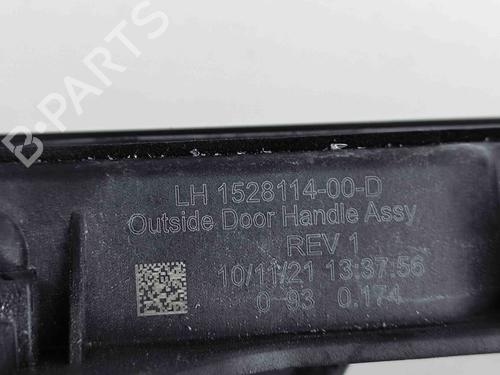 LH 1528114-00-D
Outside Door Handle Assy
REV 1
10/11/21 13:37:56
0 93 0.174